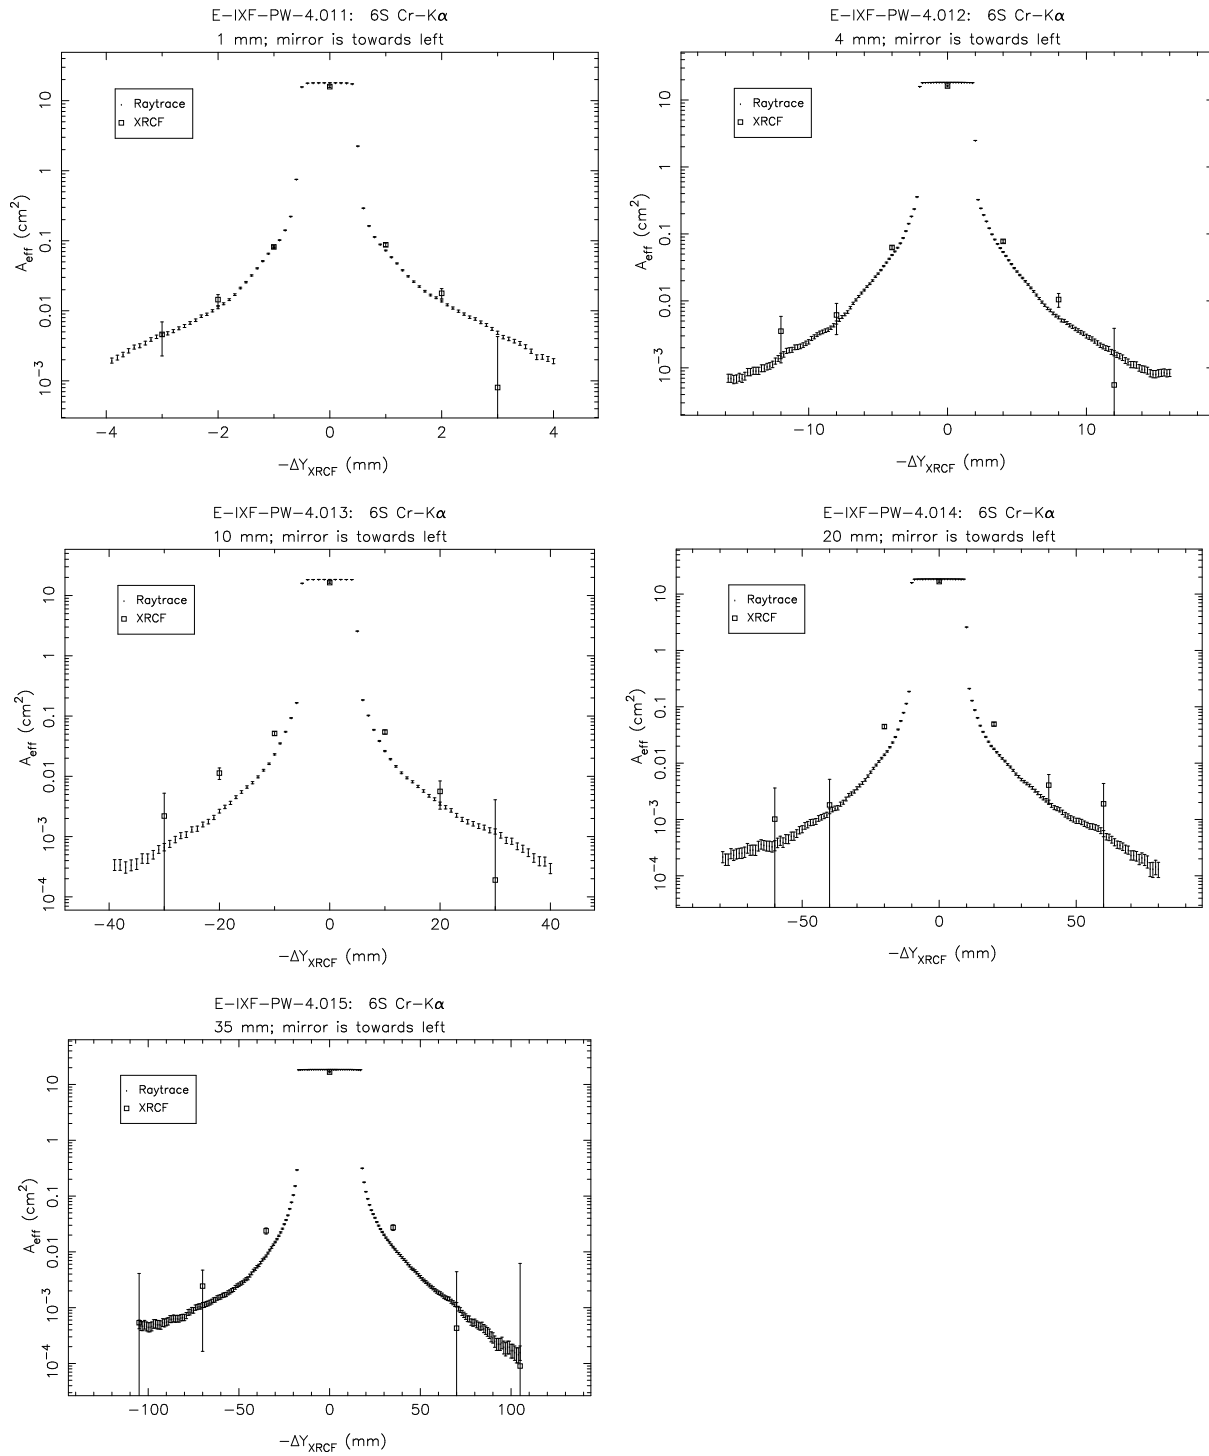 E-IXF-PW-4.011: 6S Cr-Kα
1 mm; mirror is towards left
Raytrace
XRCF
A_eff (cm²)
10
1
0.1
0.01
10⁻³
−4 −2 0 2 4
−ΔY_XRCF (mm)
E-IXF-PW-4.012: 6S Cr-Kα
4 mm; mirror is towards left
Raytrace
XRCF
A_eff (cm²)
10
1
0.1
0.01
10⁻³
−10 0 10
−ΔY_XRCF (mm)
E-IXF-PW-4.013: 6S Cr-Kα
10 mm; mirror is towards left
Raytrace
XRCF
A_eff (cm²)
10
1
0.1
0.01
10⁻³
10⁻⁴
−40 −20 0 20 40
−ΔY_XRCF (mm)
E-IXF-PW-4.014: 6S Cr-Kα
20 mm; mirror is towards left
Raytrace
XRCF
A_eff (cm²)
10
1
0.1
0.01
10⁻³
10⁻⁴
−50 0 50
−ΔY_XRCF (mm)
E-IXF-PW-4.015: 6S Cr-Kα
35 mm; mirror is towards left
Raytrace
XRCF
A_eff (cm²)
10
1
0.1
0.01
10⁻³
10⁻⁴
−100 −50 0 50 100
−ΔY_XRCF (mm)